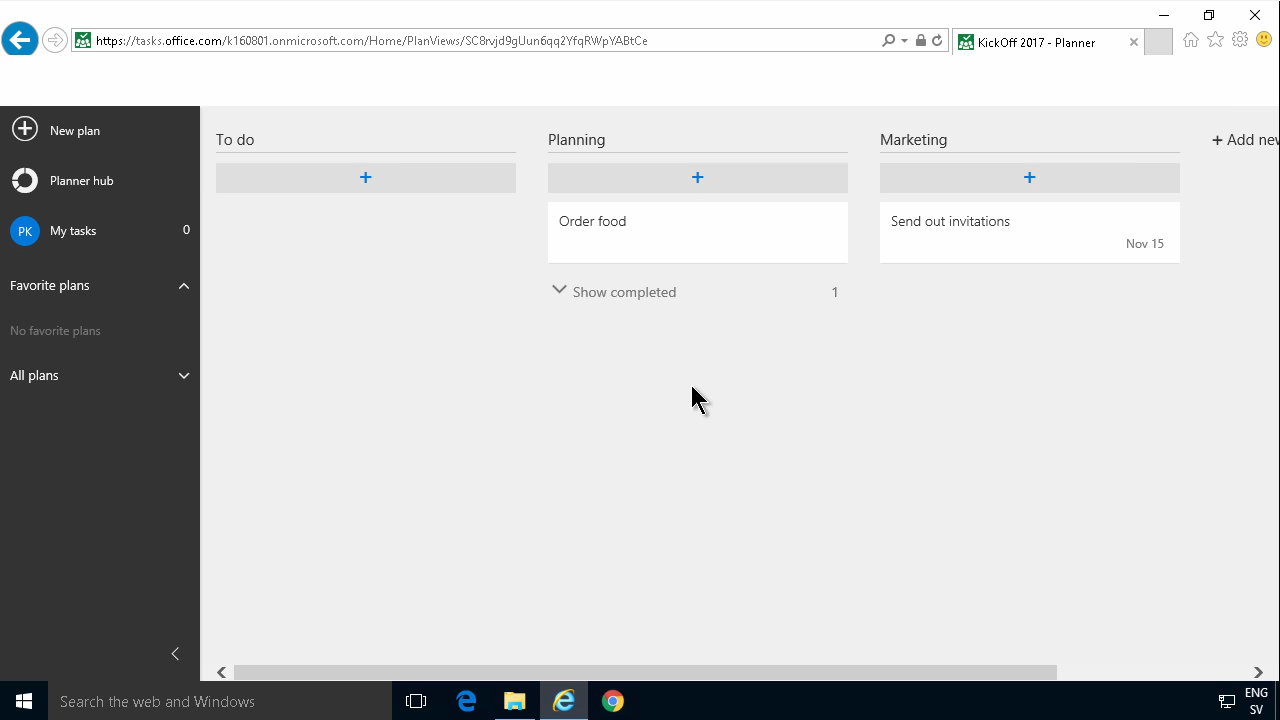 https://tasks.office.com/k160801.onmicrosoft.com/Home/PlanViews/SC8rvjd9gUun6qq2YfqRWpYABtCe
KickOff 2017 - Planner
New plan
Planner hub
PK My tasks 0
Favorite plans
No favorite plans
All plans
To do
+
Planning
+
Order food
Show completed 1
Marketing
+
Send out invitations
Nov 15
+ Add new
Search the web and Windows
ENG
SV